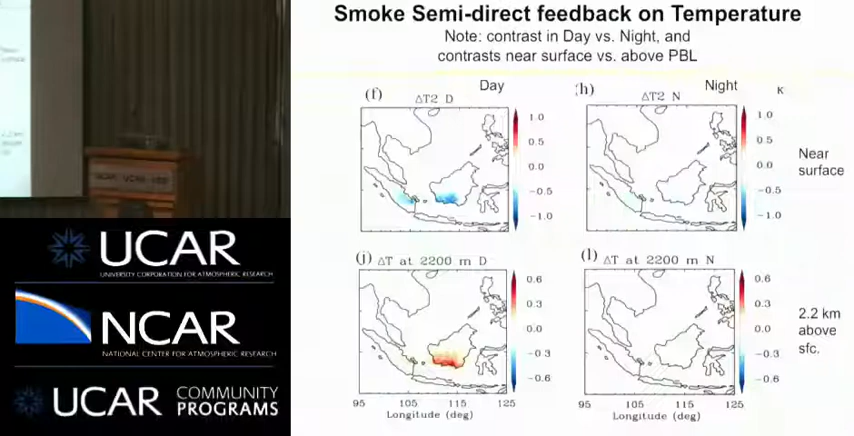 Smoke Semi-direct feedback on Temperature
Note: contrast in Day vs. Night, and
contrasts near surface vs. above PBL
Day
Night
K
(f)
ΔT2 D
(h)
ΔT2 N
1.0
0.5
0.0
−0.5
−1.0
1.0
0.5
0.0
−0.5
−1.0
Near
surface
(j) ΔT at 2200 m D
(l) ΔT at 2200 m N
0.6
0.3
0.0
−0.3
−0.6
0.6
0.3
0.0
−0.3
−0.6
2.2 km
above
sfc.
95 105 115 125
Longitude (deg)
95 105 115 125
Longitude (deg)
UCAR
UNIVERSITY CORPORATION FOR ATMOSPHERIC RESEARCH
NCAR
NATIONAL CENTER FOR ATMOSPHERIC RESEARCH
UCAR COMMUNITY
PROGRAMS